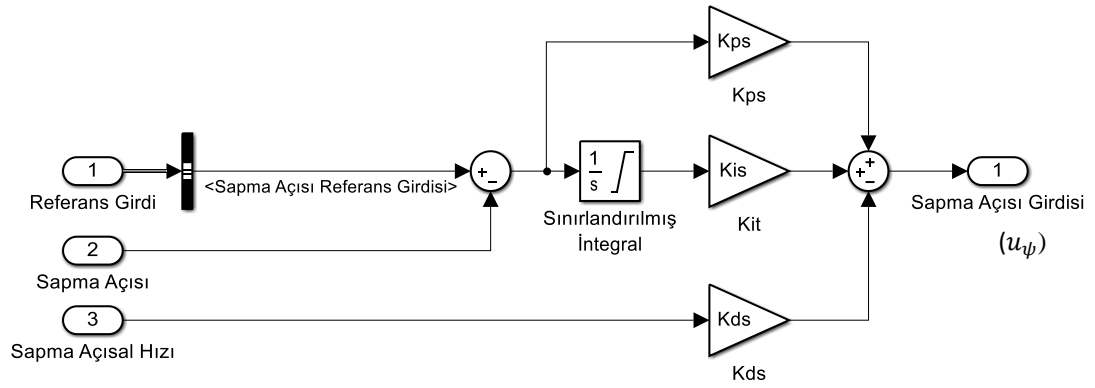 Kps
Kps
1
Referans Girdi
<Sapma Açısı Referans Girdisi>
+
−
1
s
Sınırlandırılmış
İntegral
Kis
Kit
+
+
−
1
Sapma Açısı Girdisi
(uψ)
2
Sapma Açısı
3
Sapma Açısal Hızı
Kds
Kds